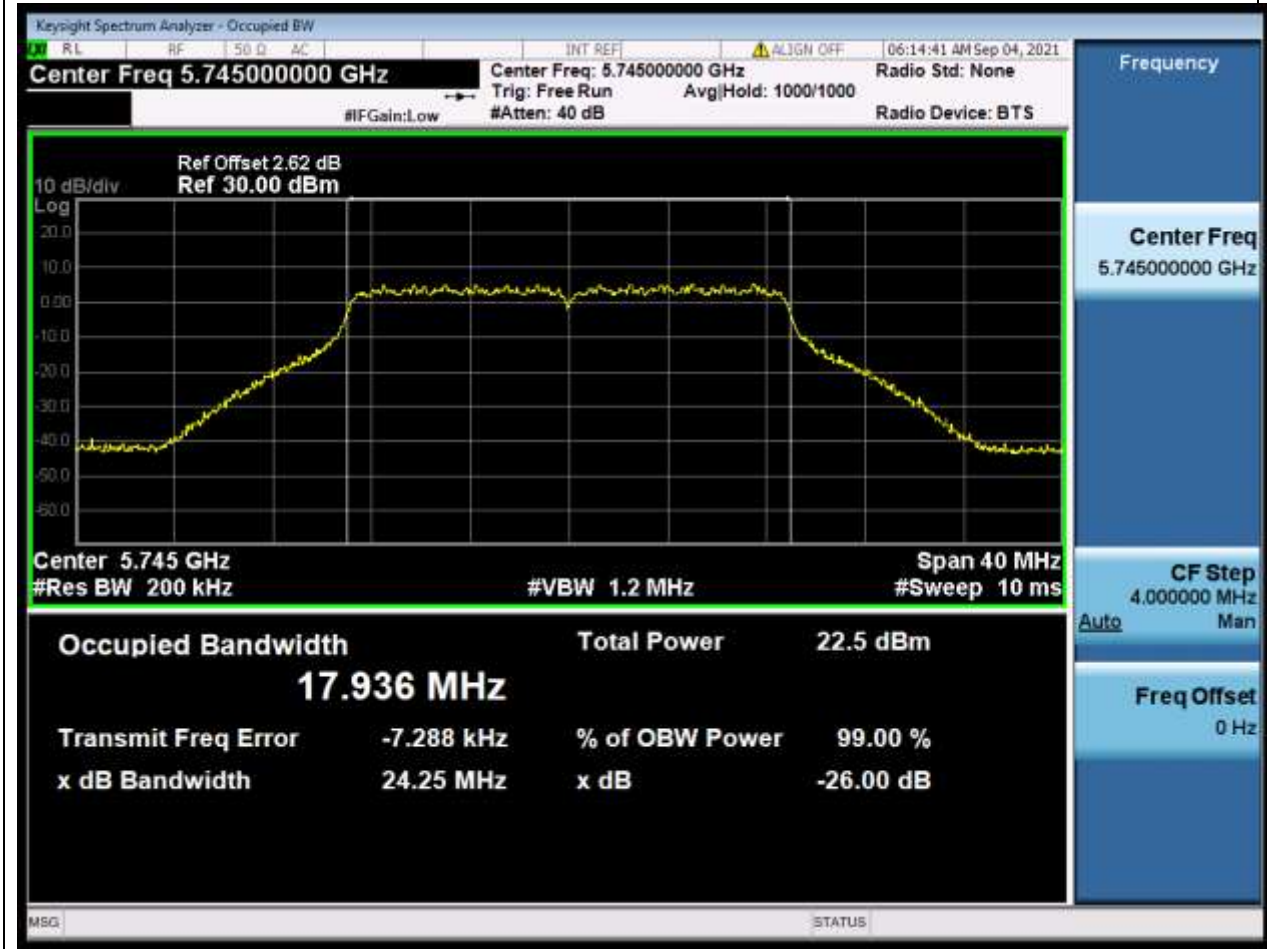 Keysight Spectrum Analyzer - Occupied BW
LXI RL RF 50 Ω AC INT REF ALIGN OFF 06:14:41 AM Sep 04, 2021
Center Freq 5.745000000 GHz
Center Freq: 5.745000000 GHz
Radio Std: None
Trig: Free Run Avg|Hold: 1000/1000
#IFGain:Low
#Atten: 40 dB
Radio Device: BTS
Ref Offset 2.62 dB
10 dB/div Ref 30.00 dBm
Log
20.0
10.0
0.00
-10.0
-20.0
-30.0
-40.0
-50.0
-60.0
Center 5.745 GHz Span 40 MHz
#Res BW 200 kHz #VBW 1.2 MHz #Sweep 10 ms
Occupied Bandwidth Total Power 22.5 dBm
17.936 MHz
Transmit Freq Error -7.288 kHz % of OBW Power 99.00 %
x dB Bandwidth 24.25 MHz x dB -26.00 dB
MSG STATUS
Frequency
Center Freq
5.745000000 GHz
CF Step
4.000000 MHz
Auto Man
Freq Offset
0 Hz